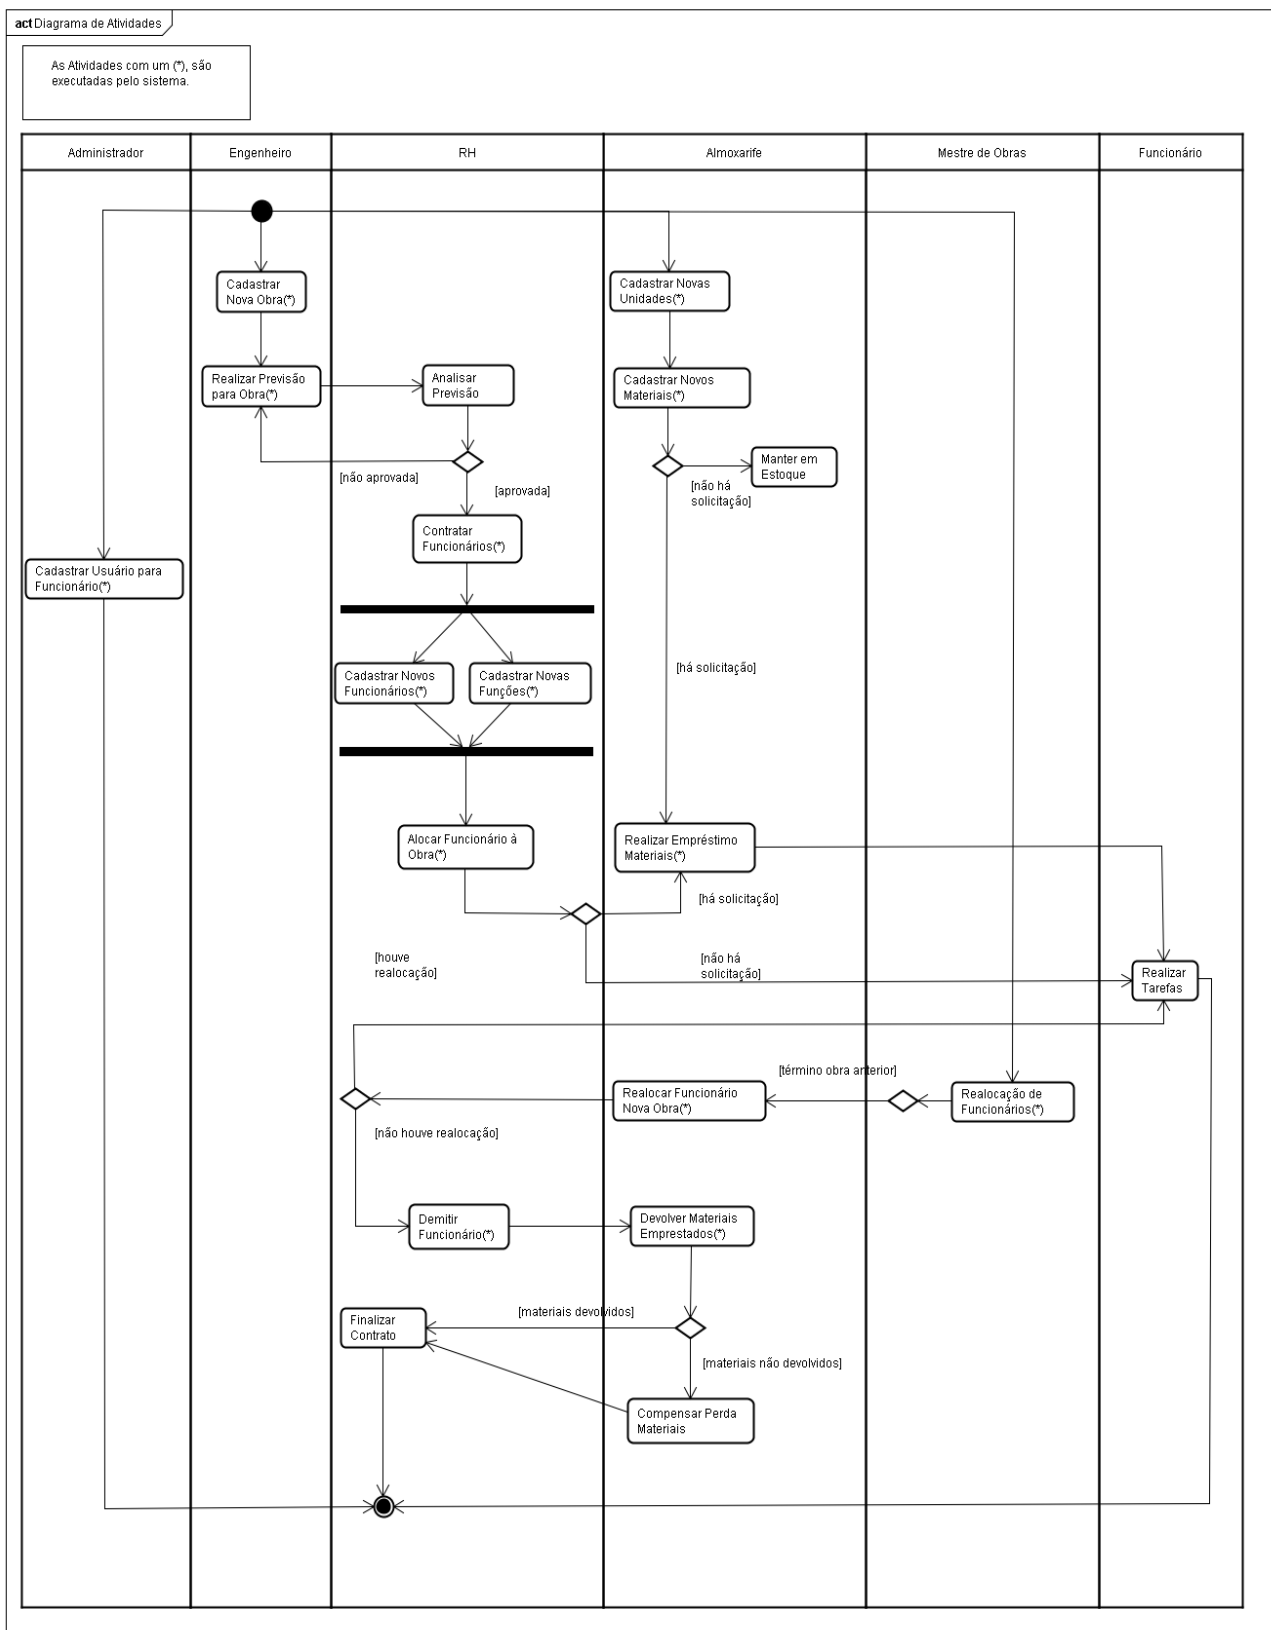 act Diagrama de Atividades
As Atividades com um (*), são
executadas pelo sistema.
Administrador
Engenheiro
RH
Almoxarife
Mestre de Obras
Funcionário
Cadastrar
Nova Obra(*)
Cadastrar Novas
Unidades(*)
Realizar Previsão
para Obra(*)
Analisar
Previsão
Cadastrar Novos
Materiais(*)
Manter em
Estoque
[não aprovada]
[aprovada]
[não há
solicitação]
Contratar
Funcionários(*)
Cadastrar Usuário para
Funcionário(*)
Cadastrar Novos
Funcionários(*)
Cadastrar Novas
Funções(*)
[há solicitação]
Alocar Funcionário à
Obra(*)
Realizar Empréstimo
Materiais(*)
[há solicitação]
[houve
realocação]
[não há
solicitação]
Realizar
Tarefas
[término obra anterior]
Realocar Funcionário
Nova Obra(*)
Realocação de
Funcionários(*)
[não houve realocação]
Demitir
Funcionário(*)
Devolver Materiais
Emprestados(*)
[materiais devolvidos]
Finalizar
Contrato
[materiais não devolvidos]
Compensar Perda
Materiais